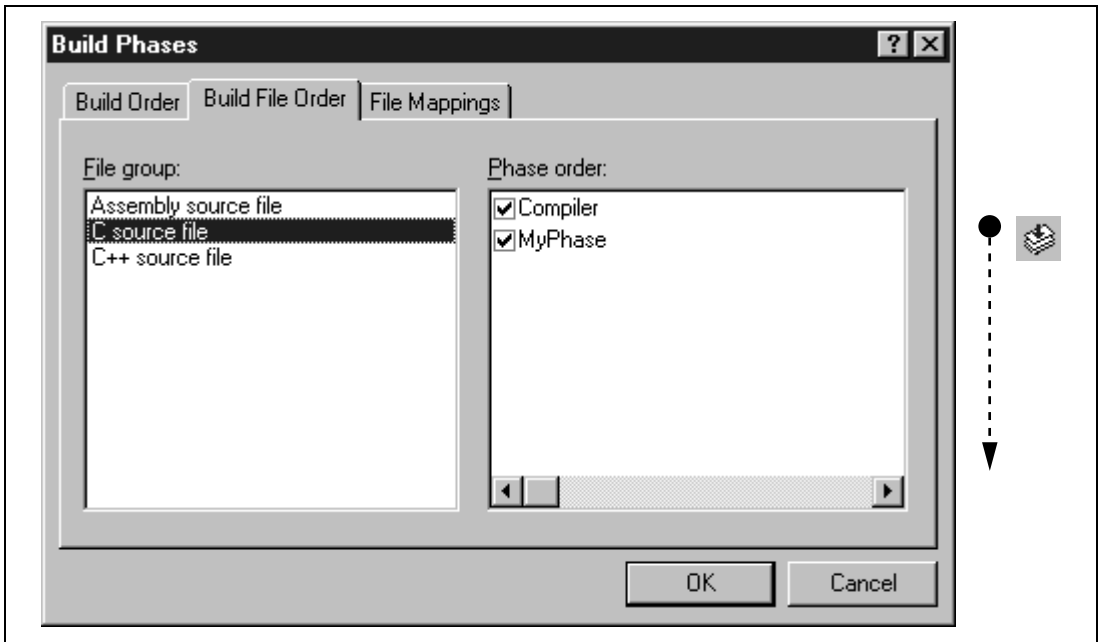 Build Phases
Build Order
Build File Order
File Mappings
File group:
Assembly source file
C source file
C++ source file
Phase order:
Compiler
MyPhase
OK
Cancel